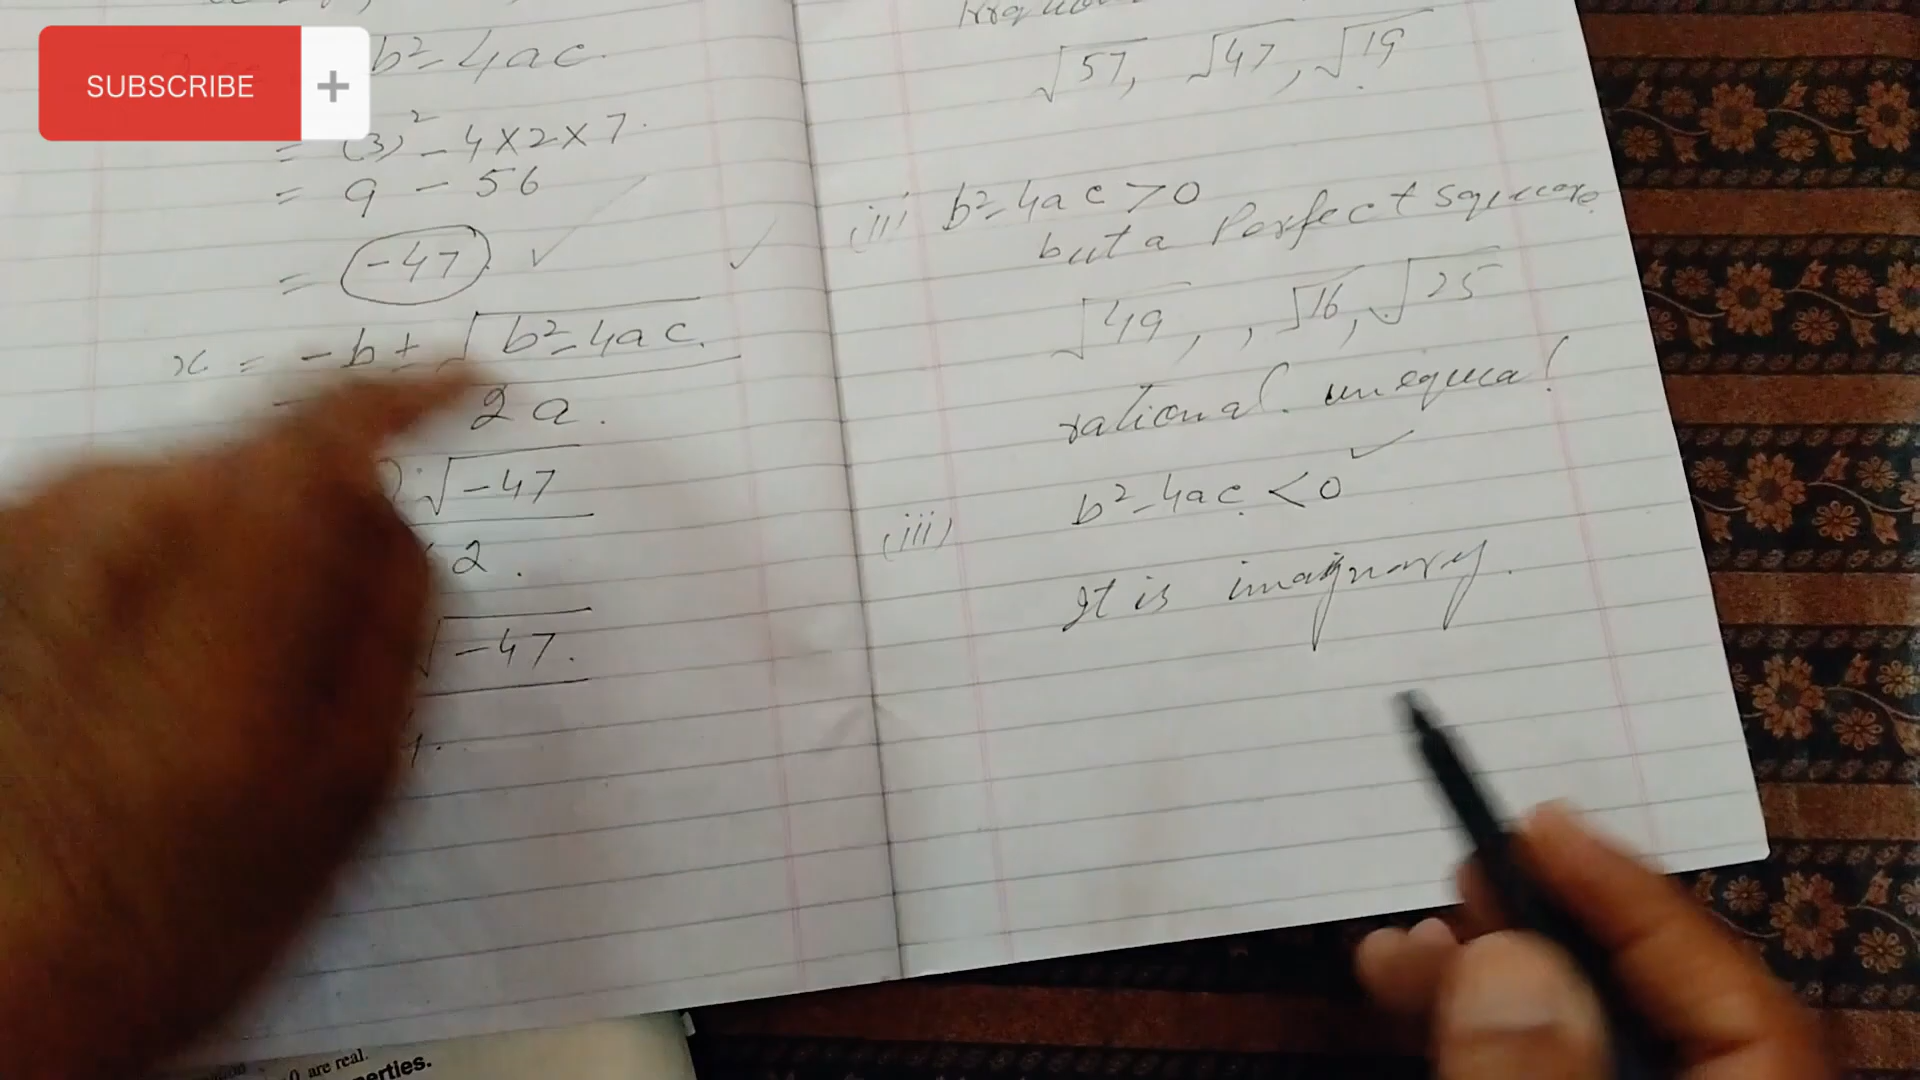 SUBSCRIBE +
b²-4ac.
= (3)² - 4×2×7.
= 9 - 56
= -47
x = -b ± √b²-4ac.
2a.
√-47
2.
√-47.
√57, √47, √19
(ii) b²-4ac > 0
but a Perfect square
√49, , √16, √25
rational. unequal
(iii) b²-4ac < 0
It is imaginary.
0 are real.
erties.